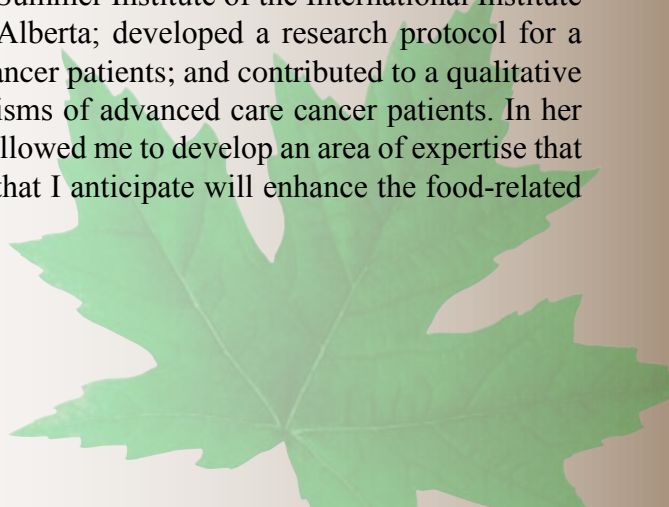 Summer Institute of the International Institute
Alberta; developed a research protocol for a
ancer patients; and contributed to a qualitative
isms of advanced care cancer patients. In her
llowed me to develop an area of expertise that
that I anticipate will enhance the food-related